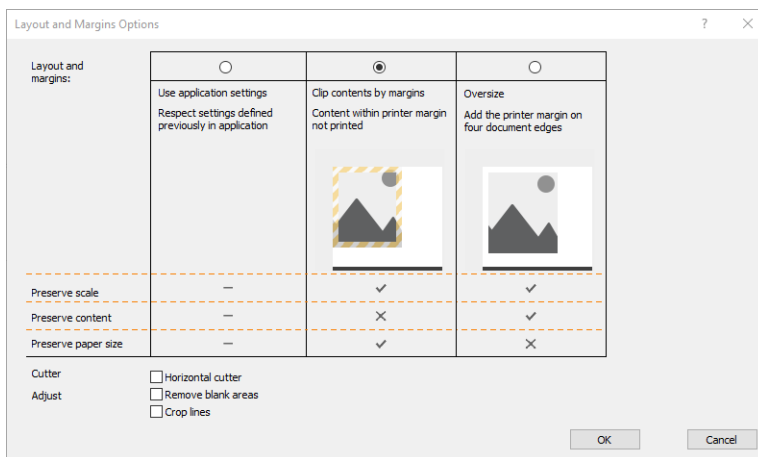 Layout and Margins Options
?
Layout and
margins:
Use application settings
Respect settings defined
previously in application
Clip contents by margins
Content within printer margin
not printed
Oversize
Add the printer margin on
four document edges
Preserve scale
Preserve content
Preserve paper size
Cutter
Horizontal cutter
Adjust
Remove blank areas
Crop lines
OK
Cancel